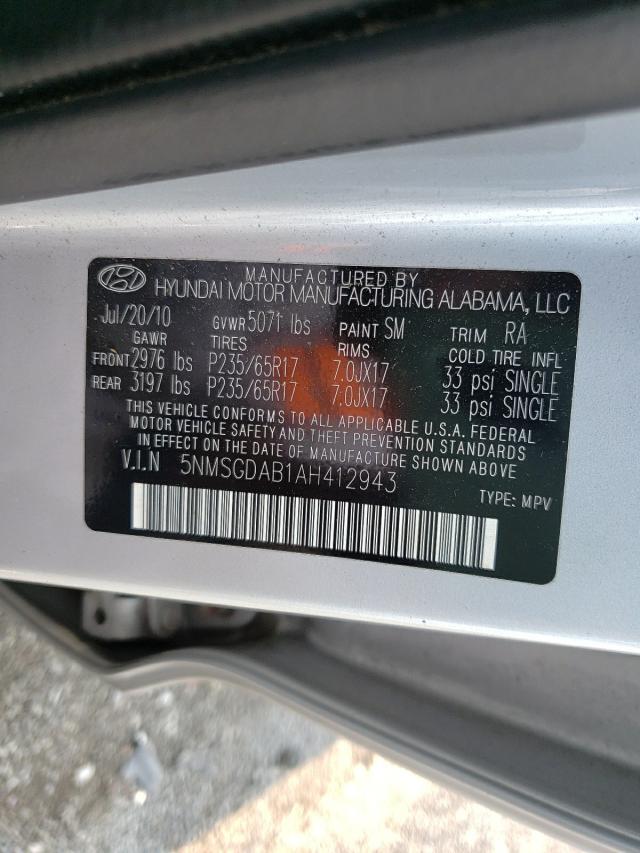 MANUFACTURED BY
HYUNDAI MOTOR MANUFACTURING ALABAMA, LLC
Jul/20/10 GVWR 5071 lbs PAINT SM TRIM RA
GAWR TIRES RIMS COLD TIRE INFL
FRONT 2976 lbs P235/65R17 7.0JX17 33 psi SINGLE
REAR 3197 lbs P235/65R17 7.0JX17 33 psi SINGLE
THIS VEHICLE CONFORMS TO ALL APPLICABLE U.S.A. FEDERAL
MOTOR VEHICLE SAFETY AND THEFT PREVENTION STANDARDS
IN EFFECT ON THE DATE OF MANUFACTURE SHOWN ABOVE
V.I.N 5NMSGDAB1AH412943
TYPE: MPV